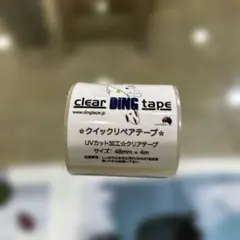 clear DING tape
www.dingtape.jp
☆クイックリペアテープ☆
UVカット加工☆クリアテープ
サイズ：48mm × 4m